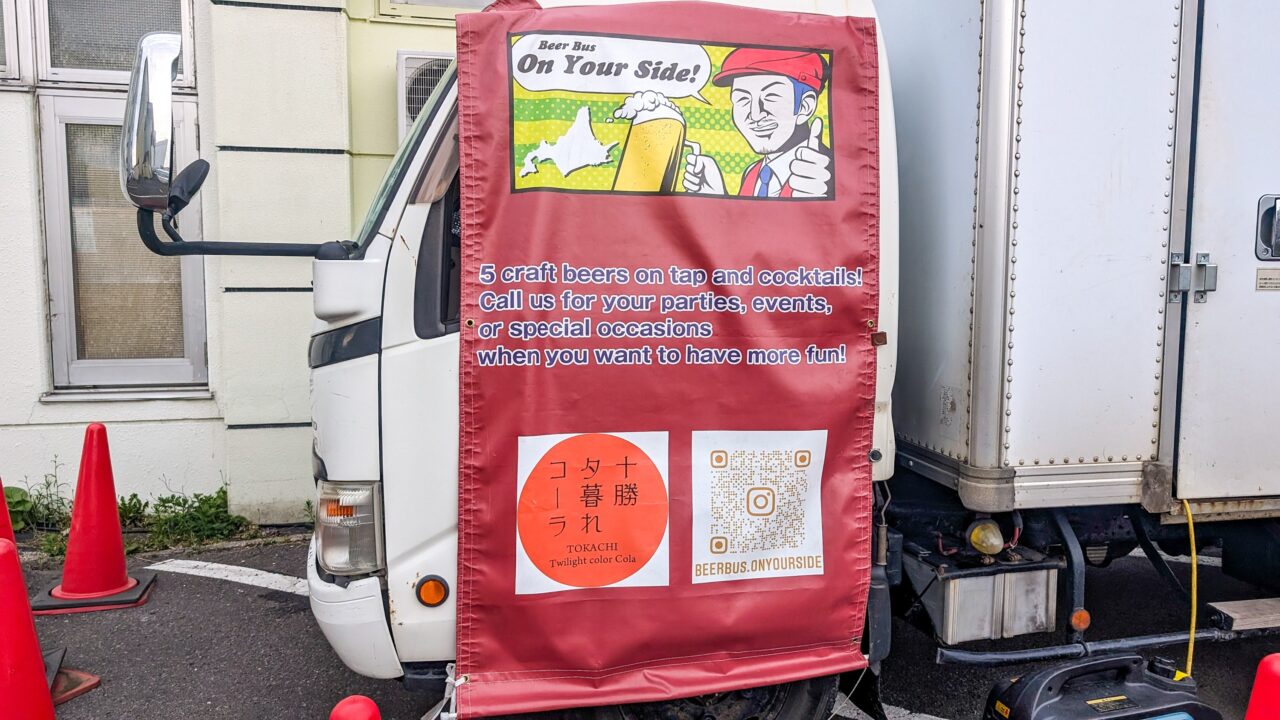 Beer Bus
On Your Side!
5 craft beers on tap and cocktails!
Call us for your parties, events,
or special occasions
when you want to have more fun!
十勝
夕暮れ
コーラ
TOKACHI
Twilight color Cola
BEERBUS.ONYOURSIDE